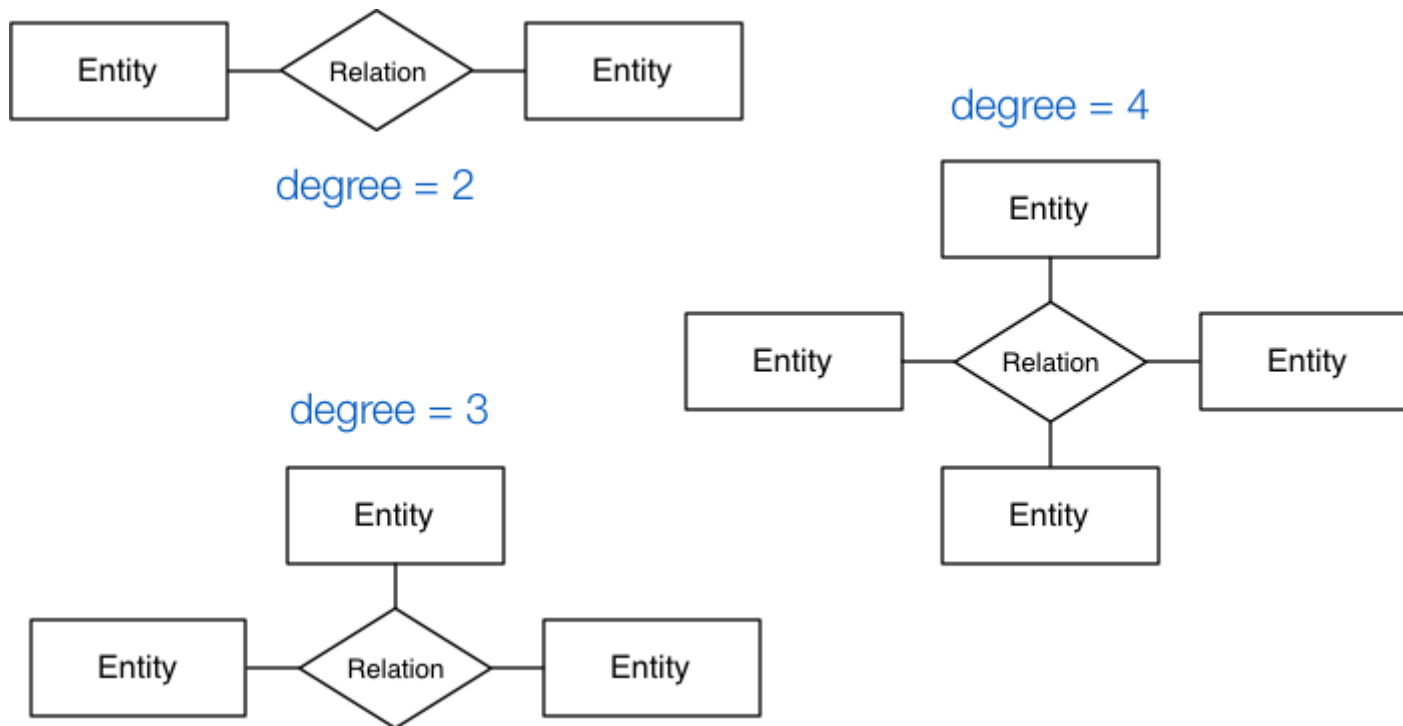 Entity Relation Entity
degree = 2
degree = 4
Entity
Entity Relation Entity
Entity
degree = 3
Entity
Entity Relation Entity